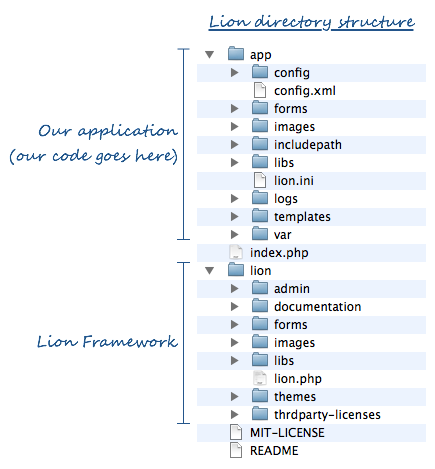 Lion directory structure
app
config
config.xml
Our application
(our code goes here)
forms
images
includepath
libs
lion.ini
logs
templates
var
index.php
lion
Lion Framework
admin
documentation
forms
images
libs
lion.php
themes
thrdparty-licenses
MIT-LICENSE
README